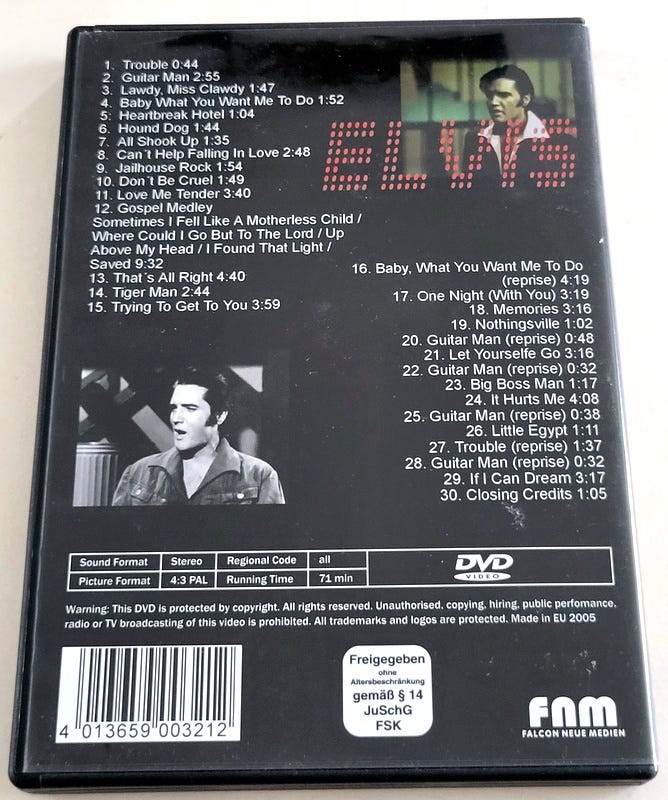 1. Trouble 0:44
2. Guitar Man 2:55
3. Lawdy, Miss Clawdy 1:47
4. Baby What You Want Me To Do 1:52
5: Heartbreak Hotel 1:04
6. Hound Dog 1:44
7. All Shook Up 1:35
8. Can´t Help Falling In Love 2:48
9. Jailhouse Rock 1:54
10. Don´t Be Cruel 1:49
11. Love Me Tender 3:40
12. Gospel Medley
Sometimes I Fell Like A Motherless Child /
Where Could I Go But To The Lord / Up
Above My Head / I Found That Light /
Saved 9:32
13. That´s All Right 4:40
14. Tiger Man 2:44
15. Trying To Get To You 3:59
ELVIS
16. Baby, What You Want Me To Do
(reprise) 4:19
17. One Night (With You) 3:19
18. Memories 3:16
19. Nothingsville 1:02
20. Guitar Man (reprise) 0:48
21. Let Yourselfe Go 3:16
22. Guitar Man (reprise) 0:32
23. Big Boss Man 1:17
24. It Hurts Me 4:08
25. Guitar Man (reprise) 0:38
26. Little Egypt 1:11
27. Trouble (reprise) 1:37
28. Guitar Man (reprise) 0:32
29. If I Can Dream 3:17
30. Closing Credits 1:05
Sound Format Stereo Regional Code all
Picture Format 4:3 PAL Running Time 71 min
DVD
VIDEO
Warning: This DVD is protected by copyright. All rights reserved. Unauthorised, copying, hiring, public perfomance,
radio or TV broadcasting of this video is prohibited. All trademarks and logos are protected. Made in EU 2005
4 013659 003212
Freigegeben
ohne
Altersbeschränkung
gemäß § 14
JuSchG
FSK
FNM
FALCON NEUE MEDIEN